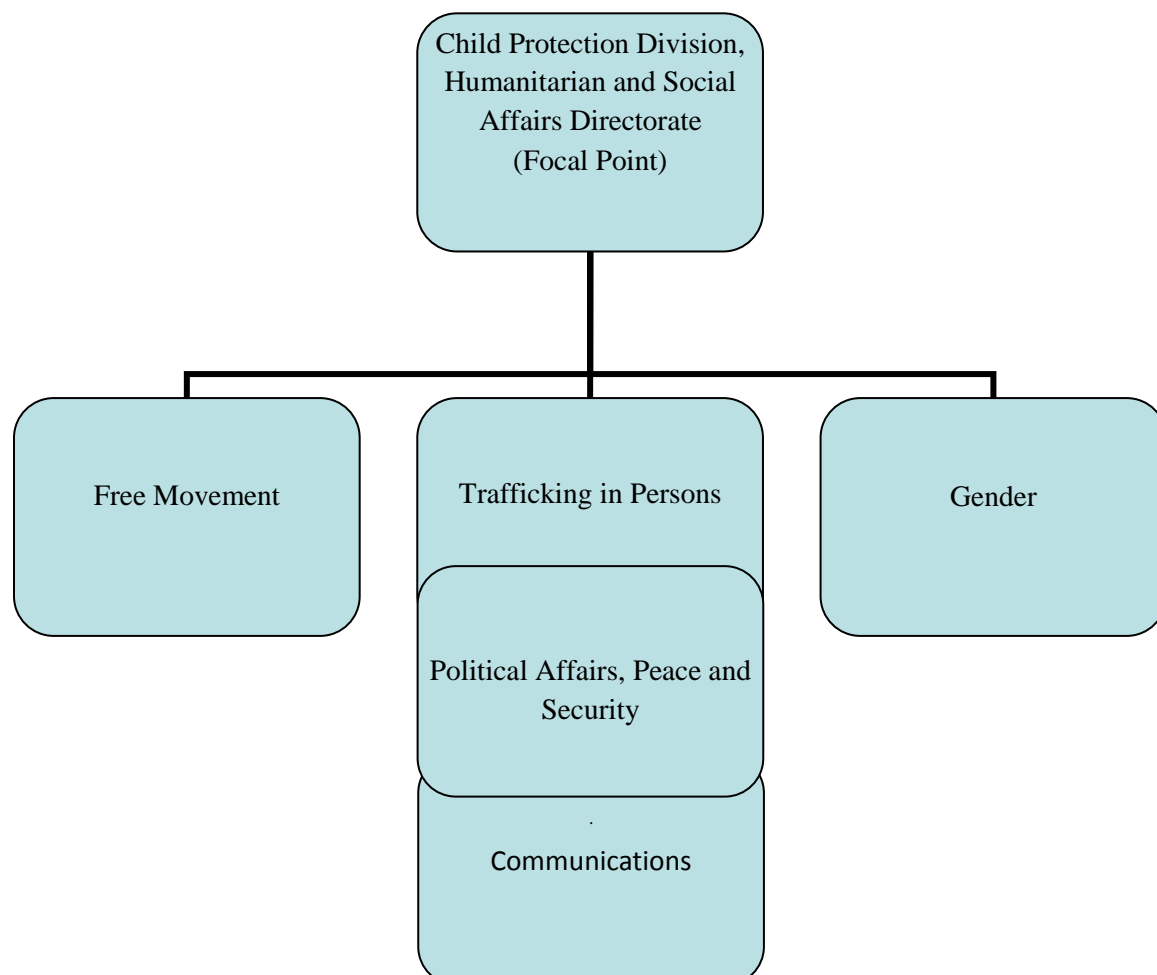 Child Protection Division,
Humanitarian and Social
Affairs Directorate
(Focal Point)
Free Movement
Trafficking in Persons
Gender
Political Affairs, Peace and
Security
.
Communications